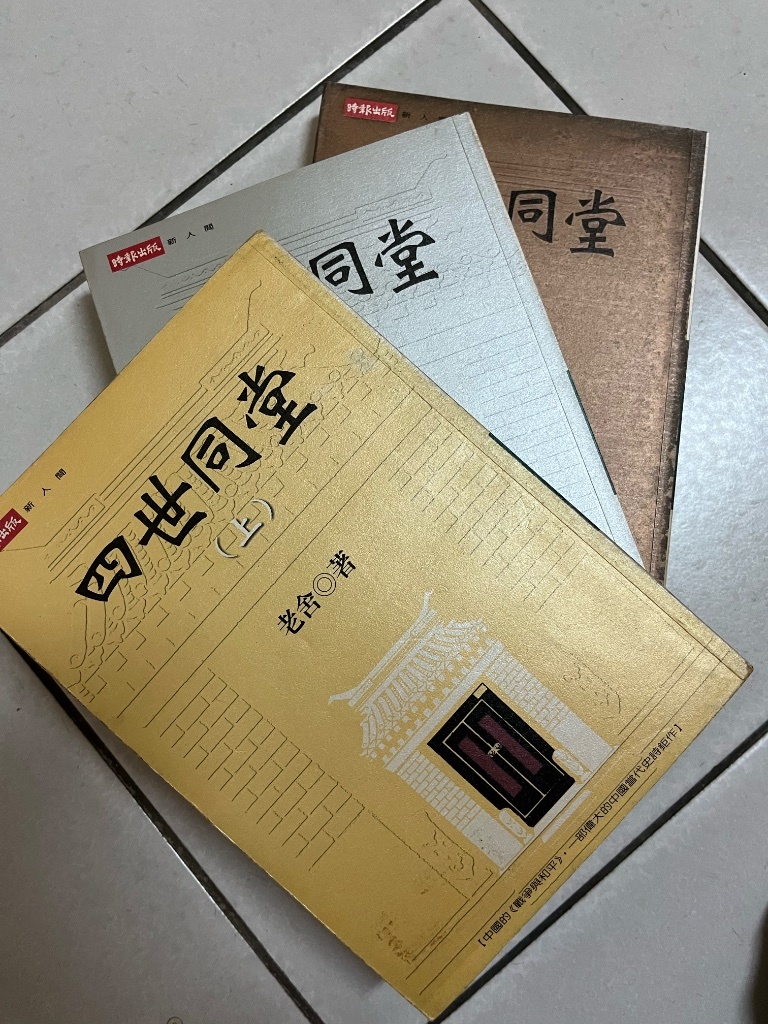 時報出版 新人間
同堂
時報出版 新人間
同堂
出版 新人間
四世同堂
(上)
老舍◎著
【中國的《戰爭與和平》,一部偉大的中國當代史詩鉅作】